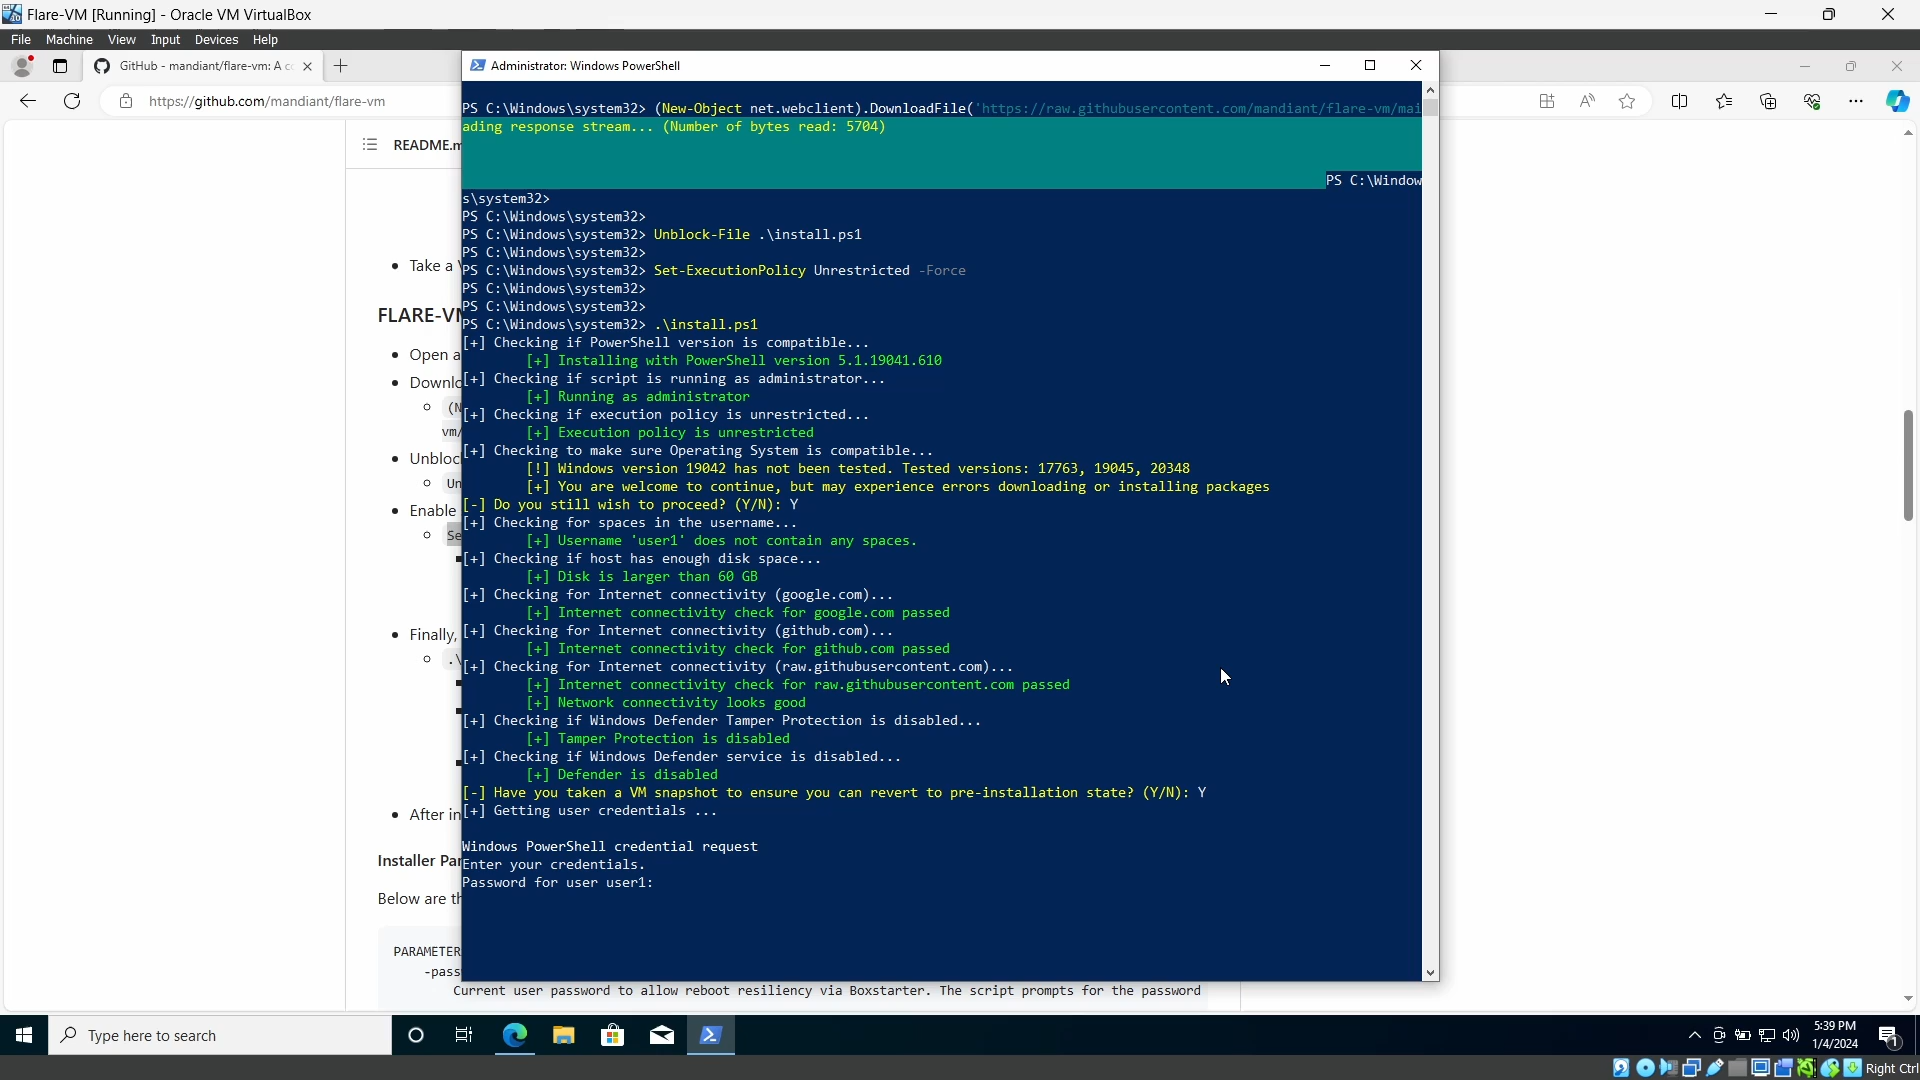 Flare-VM [Running] - Oracle VM VirtualBox
File Machine View Input Devices Help
GitHub - mandiant/flare-vm: A c
https://github.com/mandiant/flare-vm
README.m
Take a
FLARE-VM
Open a
Downlo
(N
vm/
Unbloc
Un
Enable
Se
Finally,
.\
After in
Installer Par
Below are th
PARAMETER
-pass
Current user password to allow reboot resiliency via Boxstarter. The script prompts for the password
Administrator: Windows PowerShell
PS C:\Windows\system32> (New-Object net.webclient).DownloadFile('https://raw.githubusercontent.com/mandiant/flare-vm/mai
ading response stream... (Number of bytes read: 5704)
PS C:\Window
s\system32>
PS C:\Windows\system32>
PS C:\Windows\system32> Unblock-File .\install.ps1
PS C:\Windows\system32>
PS C:\Windows\system32> Set-ExecutionPolicy Unrestricted -Force
PS C:\Windows\system32>
PS C:\Windows\system32>
PS C:\Windows\system32> .\install.ps1
[+] Checking if PowerShell version is compatible...
[+] Installing with PowerShell version 5.1.19041.610
[+] Checking if script is running as administrator...
[+] Running as administrator
[+] Checking if execution policy is unrestricted...
[+] Execution policy is unrestricted
[+] Checking to make sure Operating System is compatible...
[!] Windows version 19042 has not been tested. Tested versions: 17763, 19045, 20348
[+] You are welcome to continue, but may experience errors downloading or installing packages
[-] Do you still wish to proceed? (Y/N): Y
[+] Checking for spaces in the username...
[+] Username 'user1' does not contain any spaces.
[+] Checking if host has enough disk space...
[+] Disk is larger than 60 GB
[+] Checking for Internet connectivity (google.com)...
[+] Internet connectivity check for google.com passed
[+] Checking for Internet connectivity (github.com)...
[+] Internet connectivity check for github.com passed
[+] Checking for Internet connectivity (raw.githubusercontent.com)...
[+] Internet connectivity check for raw.githubusercontent.com passed
[+] Network connectivity looks good
[+] Checking if Windows Defender Tamper Protection is disabled...
[+] Tamper Protection is disabled
[+] Checking if Windows Defender service is disabled...
[+] Defender is disabled
[-] Have you taken a VM snapshot to ensure you can revert to pre-installation state? (Y/N): Y
[+] Getting user credentials ...
Windows PowerShell credential request
Enter your credentials.
Password for user user1:
Type here to search
5:39 PM
1/4/2024
1
Right Ctrl